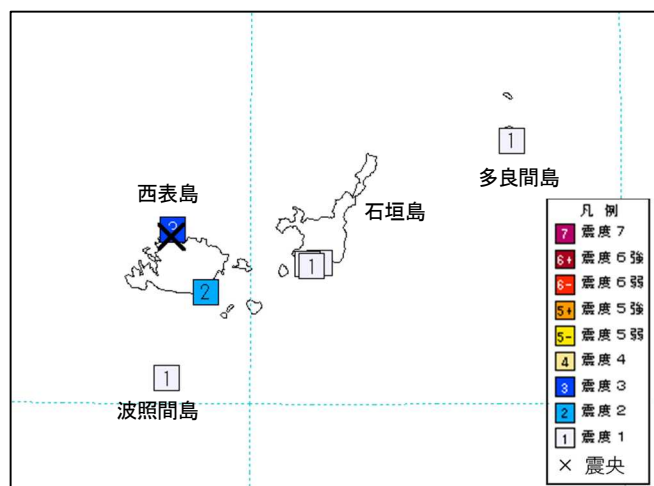 1
多良間島
西表島
石垣島
3
1
2
1
波照間島
凡例
7 震度7
6+ 震度6強
6- 震度6弱
5+ 震度5強
5- 震度5弱
4 震度4
3 震度3
2 震度2
1 震度1
× 震央